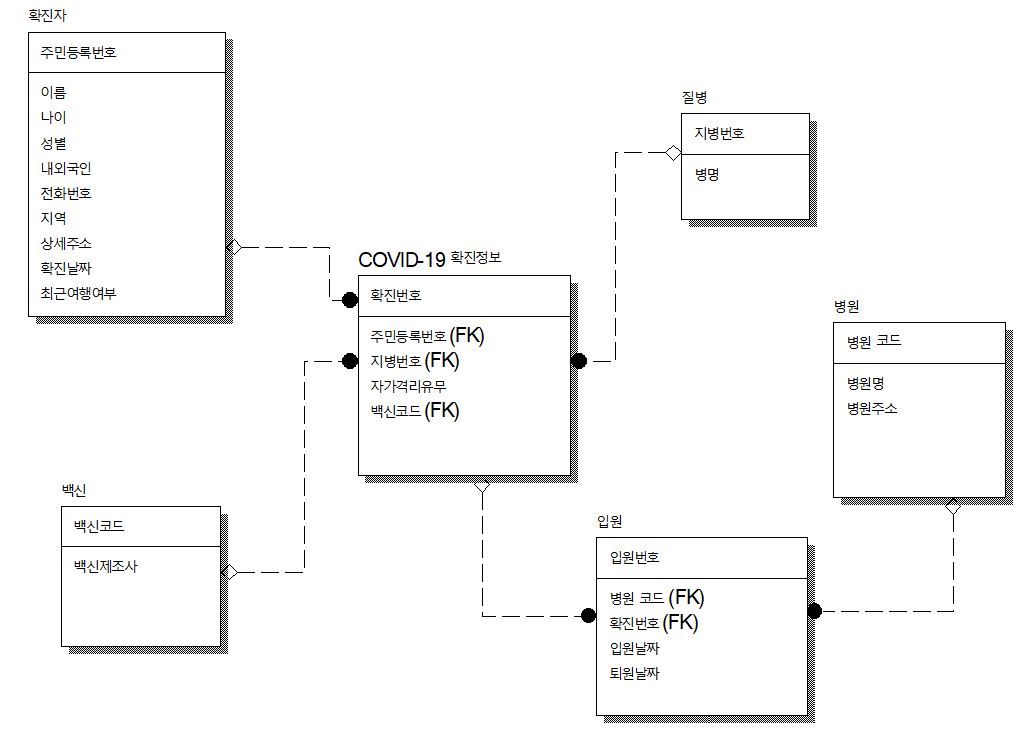 확진자
주민등록번호
이름
나이
성별
내외국인
전화번호
지역
상세주소
확진날짜
최근여행여부
질병
지병번호
병명
COVID-19 확진정보
확진번호
주민등록번호 (FK)
지병번호 (FK)
자가격리유무
백신코드 (FK)
병원
병원 코드
병원명
병원주소
백신
백신코드
백신제조사
입원
입원번호
병원 코드 (FK)
확진번호 (FK)
입원날짜
퇴원날짜